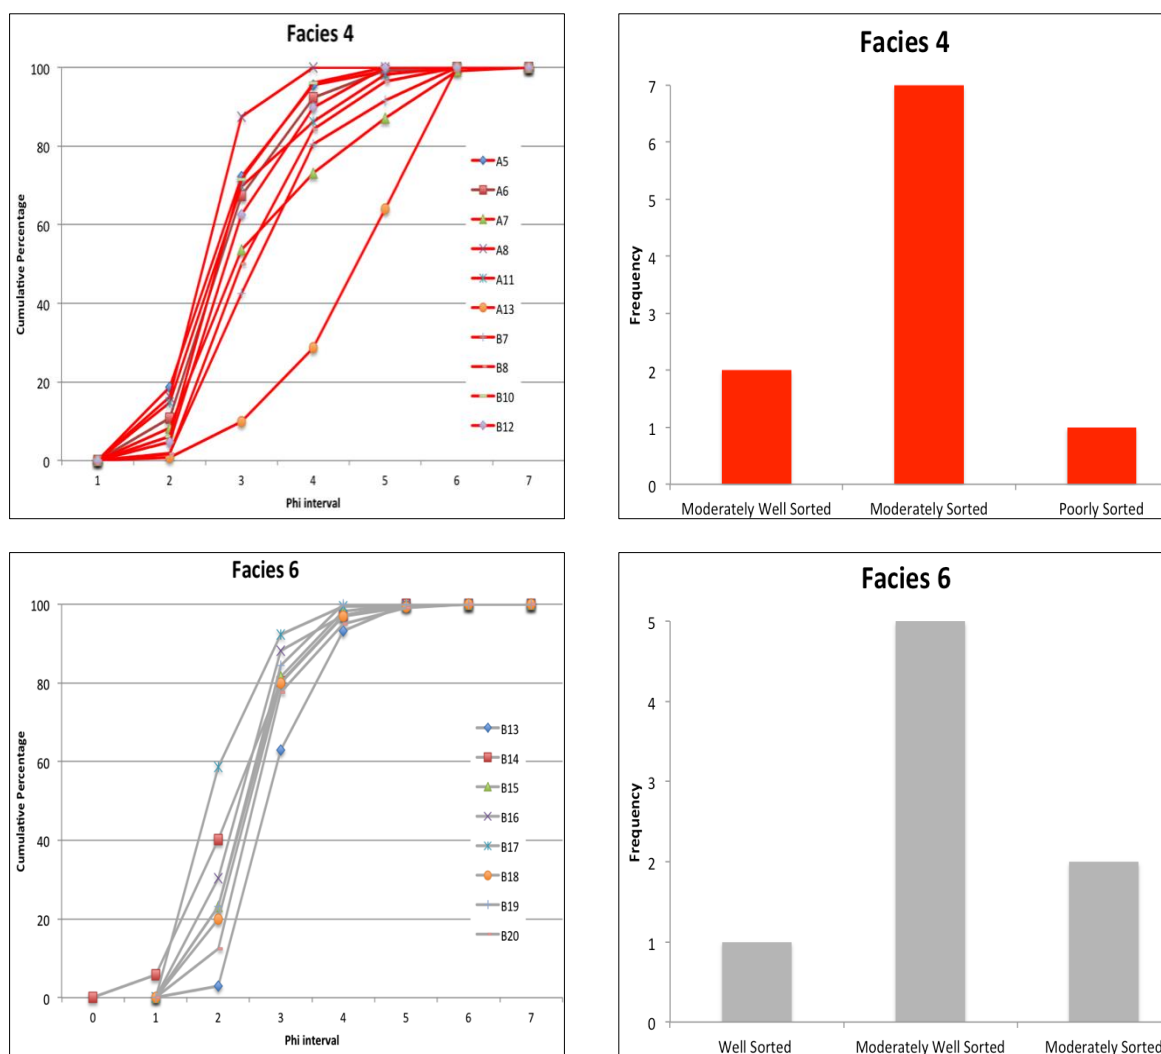 Facies 4
Cumulative Percentage
100
80
60
40
20
0
1 2 3 4 5 6 7
Phi interval
A5
A6
A7
A8
A11
A13
B7
B8
B10
B12
Facies 4
Frequency
7
6
5
4
3
2
1
0
Moderately Well Sorted Moderately Sorted Poorly Sorted
Facies 6
Cumulative Percentage
100
80
60
40
20
0
0 1 2 3 4 5 6 7
Phi interval
B13
B14
B15
B16
B17
B18
B19
B20
Facies 6
Frequency
5
4
3
2
1
0
Well Sorted Moderately Well Sorted Moderately Sorted